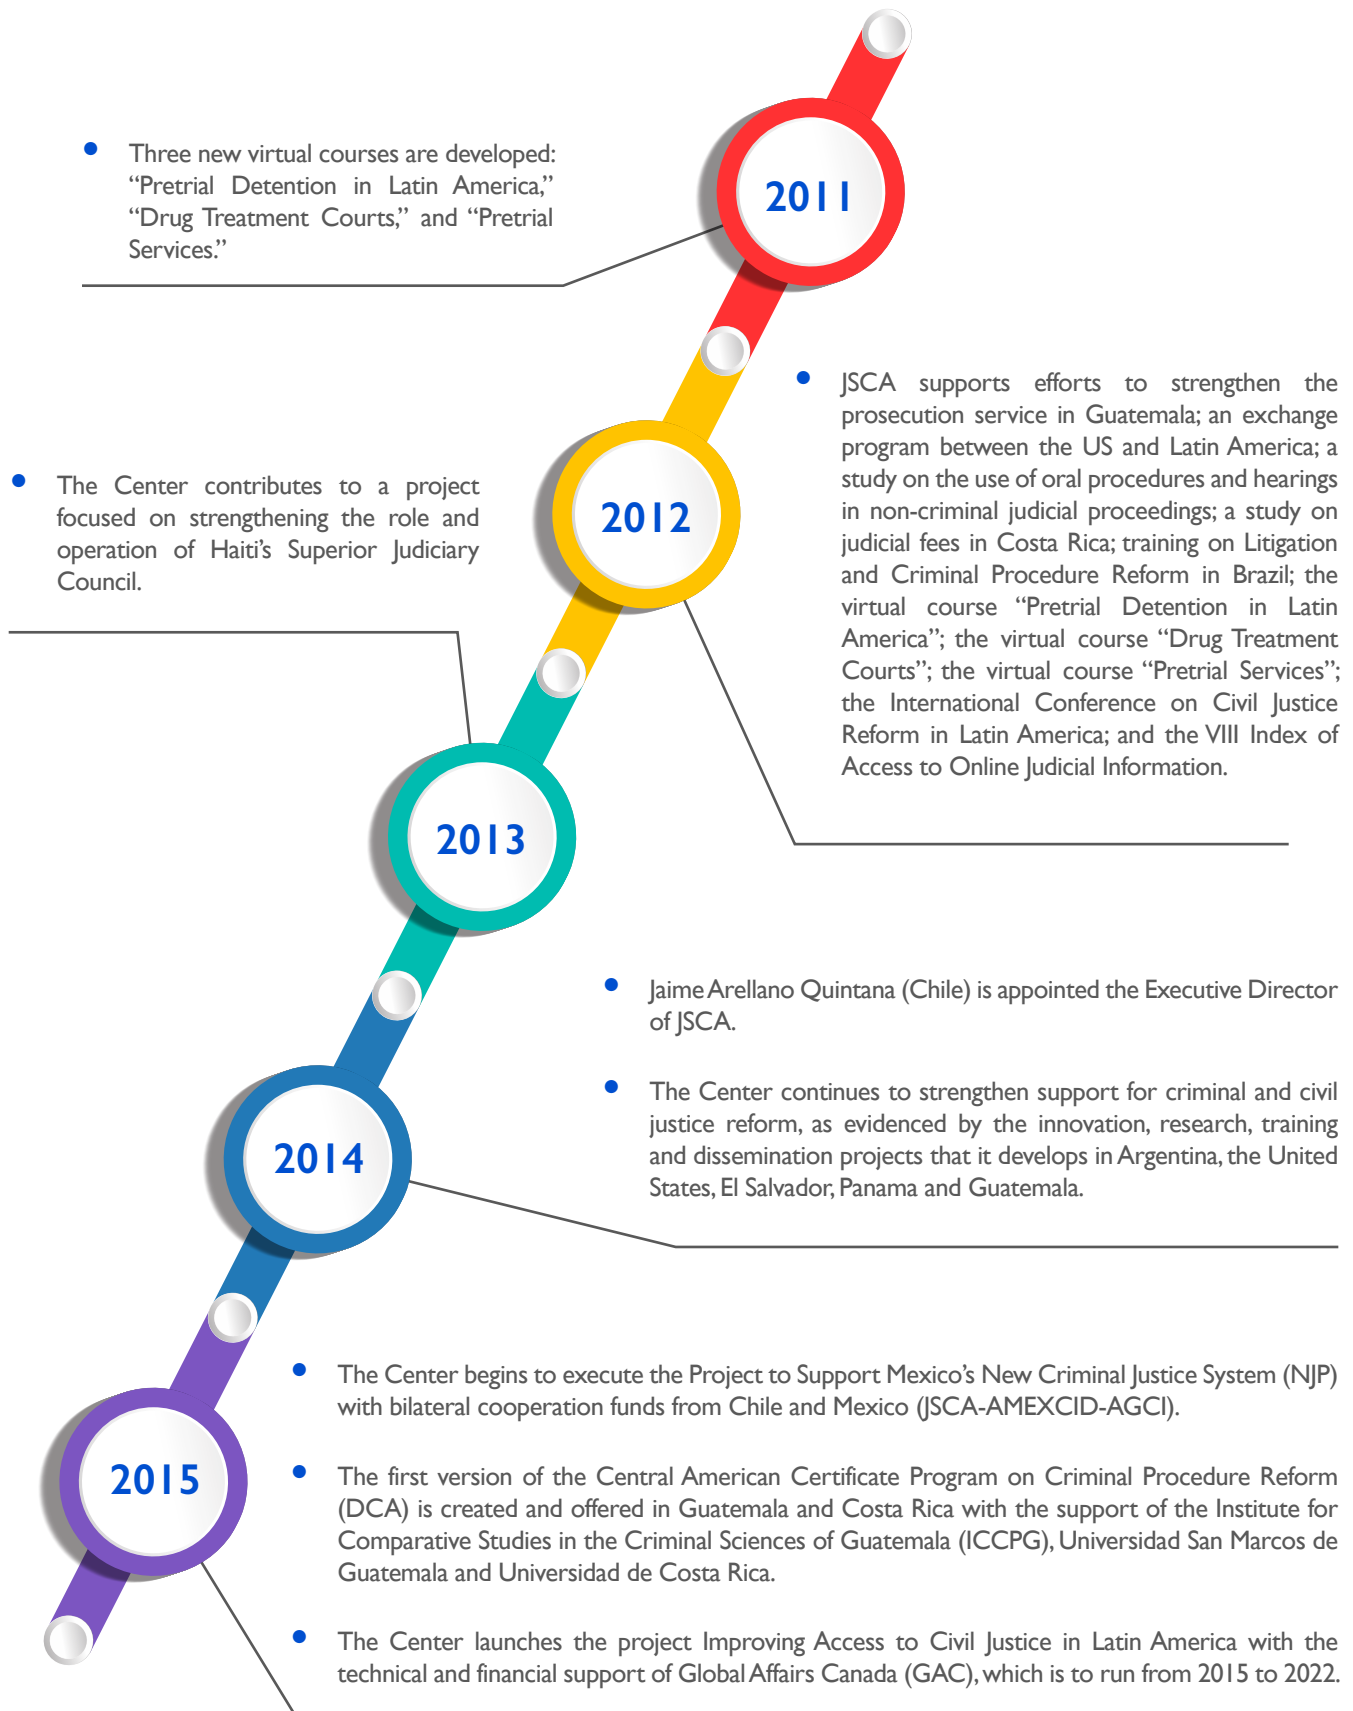 2011
• Three new virtual courses are developed:
“Pretrial Detention in Latin America,”
“Drug Treatment Courts,” and “Pretrial
Services.”
2012
• JSCA supports efforts to strengthen the
prosecution service in Guatemala; an exchange
program between the US and Latin America; a
study on the use of oral procedures and hearings
in non-criminal judicial proceedings; a study on
judicial fees in Costa Rica; training on Litigation
and Criminal Procedure Reform in Brazil; the
virtual course “Pretrial Detention in Latin
America”; the virtual course “Drug Treatment
Courts”; the virtual course “Pretrial Services”;
the International Conference on Civil Justice
Reform in Latin America; and the VIII Index of
Access to Online Judicial Information.
2013
• The Center contributes to a project
focused on strengthening the role and
operation of Haiti’s Superior Judiciary
Council.
2014
• Jaime Arellano Quintana (Chile) is appointed the Executive Director
of JSCA.
• The Center continues to strengthen support for criminal and civil
justice reform, as evidenced by the innovation, research, training
and dissemination projects that it develops in Argentina, the United
States, El Salvador, Panama and Guatemala.
2015
• The Center begins to execute the Project to Support Mexico’s New Criminal Justice System (NJP)
with bilateral cooperation funds from Chile and Mexico (JSCA-AMEXCID-AGCI).
• The first version of the Central American Certificate Program on Criminal Procedure Reform
(DCA) is created and offered in Guatemala and Costa Rica with the support of the Institute for
Comparative Studies in the Criminal Sciences of Guatemala (ICCPG), Universidad San Marcos de
Guatemala and Universidad de Costa Rica.
• The Center launches the project Improving Access to Civil Justice in Latin America with the
technical and financial support of Global Affairs Canada (GAC), which is to run from 2015 to 2022.